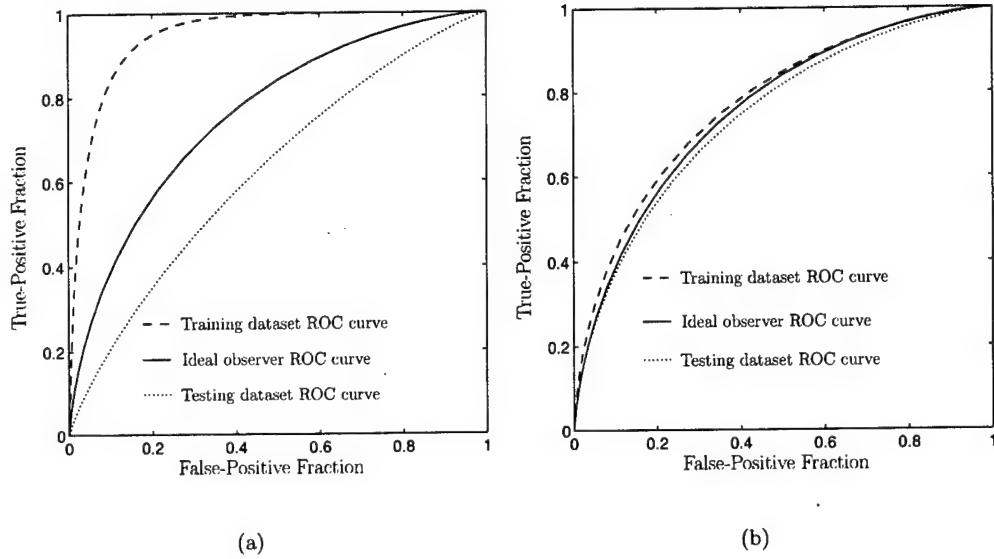 1
0.8
0.6
0.4
0.2
0
0
0.2
0.4
0.6
0.8
1
True-Positive Fraction
False-Positive Fraction
Training dataset ROC curve
Ideal observer ROC curve
Testing dataset ROC curve
(a)
1
0.8
0.6
0.4
0.2
0
0
0.2
0.4
0.6
0.8
1
True-Positive Fraction
False-Positive Fraction
Training dataset ROC curve
Ideal observer ROC curve
Testing dataset ROC curve
(b)